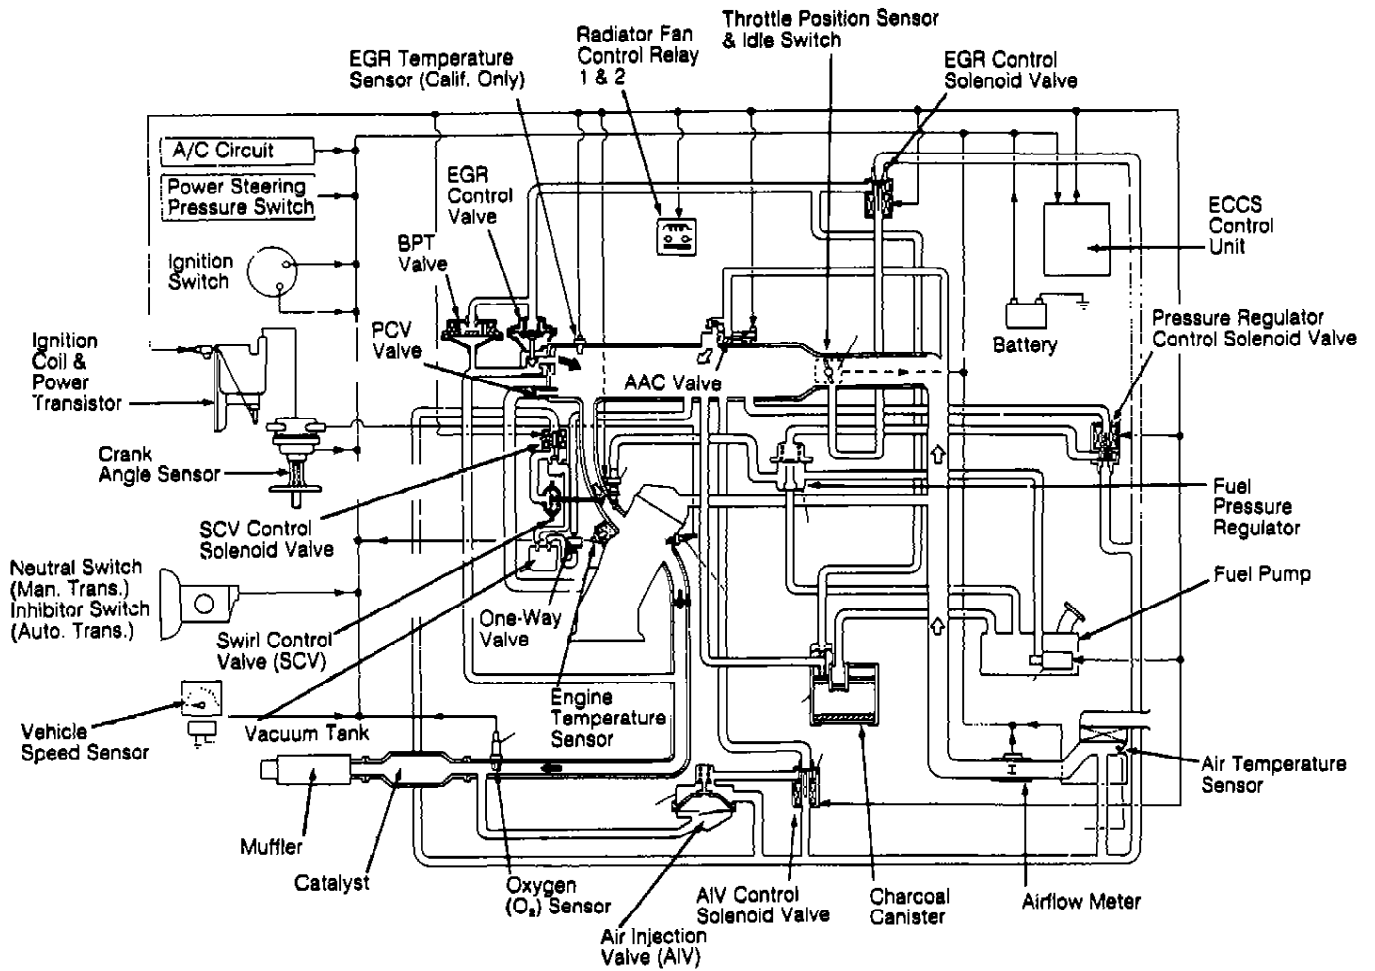 Throttle Position Sensor
& Idle Switch
Radiator Fan
Control Relay
1 & 2
EGR Temperature
Sensor (Calif. Only)
EGR Control
Solenoid Valve
A/C Circuit
Power Steering
Pressure Switch
EGR
Control
Valve
ECCS
Control
Unit
BPT
Valve
Ignition
Switch
PCV
Valve
Battery
Pressure Regulator
Control Solenoid Valve
Ignition
Coil &
Power
Transistor
AAC Valve
Crank
Angle Sensor
Fuel
Pressure
Regulator
SCV Control
Solenoid Valve
Neutral Switch
(Man. Trans.)
Inhibitor Switch
(Auto. Trans.)
Fuel Pump
One-Way
Valve
Swirl Control
Valve (SCV)
Engine
Temperature
Sensor
Vehicle
Speed Sensor
Vacuum Tank
Air Temperature
Sensor
Muffler
Catalyst
Oxygen
(O₂) Sensor
AIV Control
Solenoid Valve
Charcoal
Canister
Airflow Meter
Air Injection
Valve (AIV)